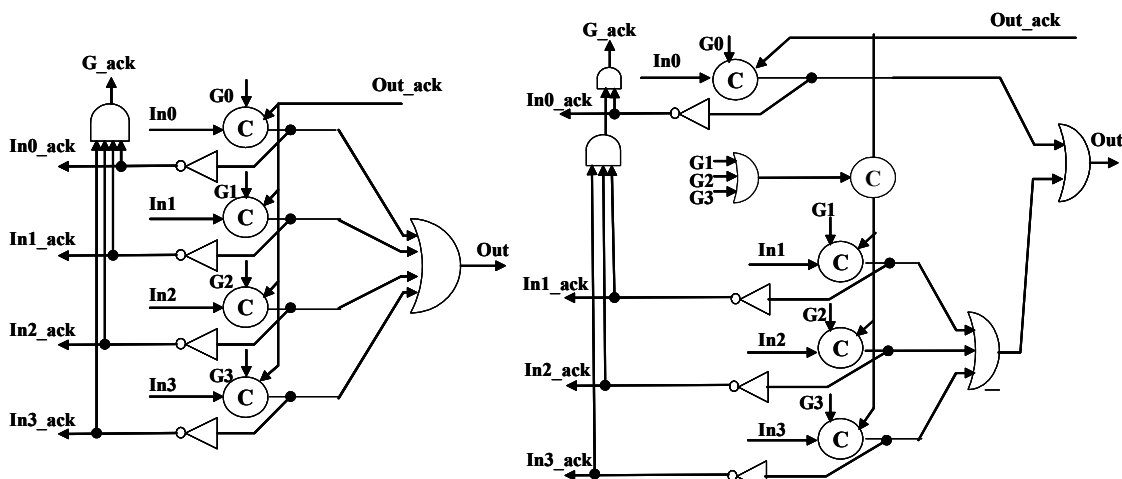 G_ack
G0
Out_ack
In0
C
In0_ack
G1
In1
C
In1_ack
Out
G2
In2
C
In2_ack
G3
In3
C
In3_ack
Out_ack
G_ack
G0
In0
C
In0_ack
Out
G1
G2
G3
C
G1
In1
C
In1_ack
G2
In2
C
In2_ack
G3
In3
C
In3_ack